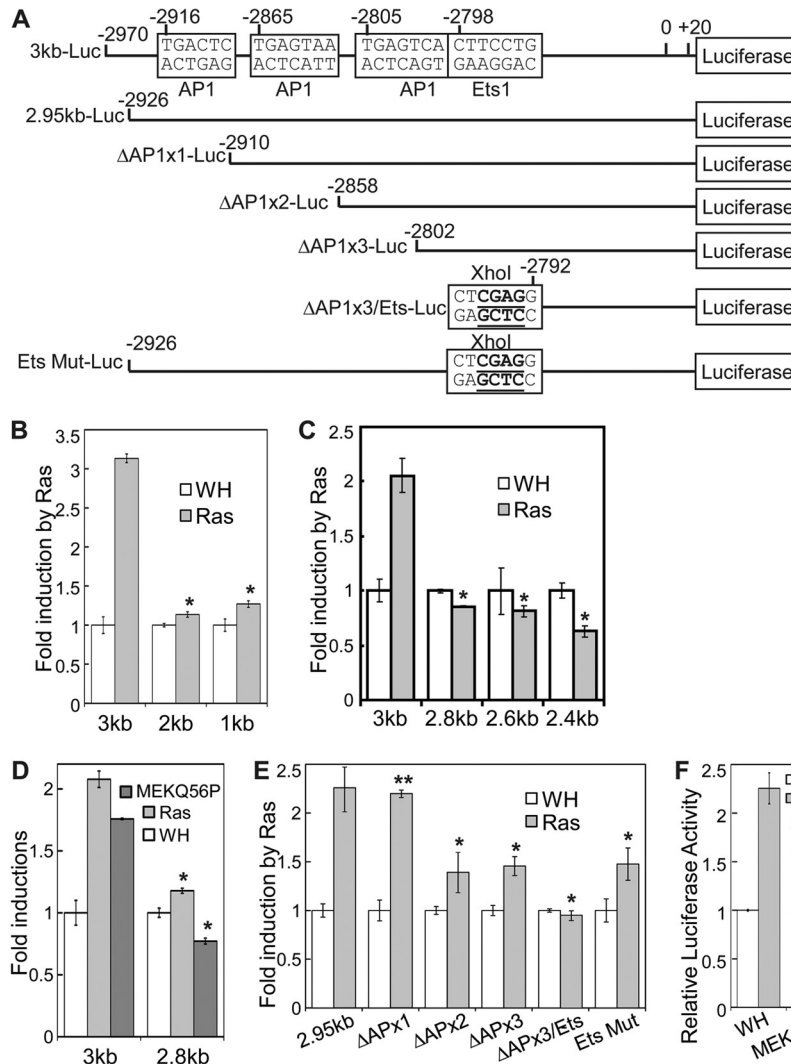 A
3kb-Luc
-2970
-2916
-2865
-2805
-2798
0 +20
TGACTC
ACTGAG
TGAGTAA
ACTCATT
TGAGTCA
ACTCAGT
CTTCCTG
GAAGGAC
Luciferase
AP1
AP1
AP1
Ets1
2.95kb-Luc
-2926
Luciferase
ΔAP1x1-Luc
-2910
Luciferase
ΔAP1x2-Luc
-2858
Luciferase
ΔAP1x3-Luc
-2802
Luciferase
XhoI
-2792
ΔAP1x3/Ets-Luc
CTCGAGG
GAGCTCC
Luciferase
Ets Mut-Luc
-2926
XhoI
CTCGAGG
GAGCTCC
Luciferase
B
Fold induction by Ras
3.5
3
2.5
2
1.5
1
0.5
0
WH
Ras
*
*
3kb 2kb 1kb
C
Fold induction by Ras
2.5
2
1.5
1
0.5
0
WH
Ras
*
*
*
3kb 2.8kb 2.6kb 2.4kb
D
Fold inductions
2
1.5
1
0.5
0
MEKQ56P
Ras
WH
*
*
3kb 2.8kb
E
Fold induction by Ras
2.5
2
1.5
1
0.5
0
WH
Ras
**
*
*
*
*
2.95kb ΔAPx1 ΔAPx2 ΔAPx3 ΔAPx3/Ets Ets Mut
F
Relative Luciferase Activity
2.5
2
1.5
1
0.5
0
WH
MEK